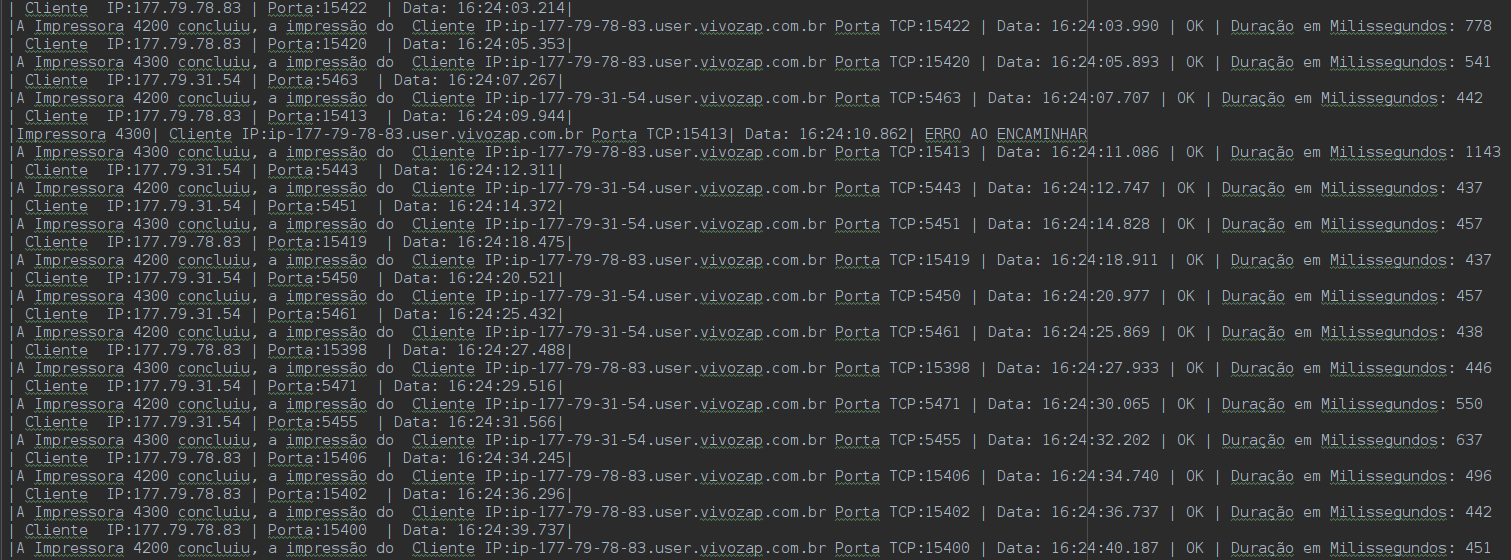 | Cliente  IP:177.79.78.83 | Porta:15422  | Data: 16:24:03.214|
|A Impressora 4200 concluiu, a impressão do  Cliente IP:ip-177-79-78-83.user.vivozap.com.br Porta TCP:15422 | Data: 16:24:03.990 | OK | Duração em Milissegundos: 778
| Cliente  IP:177.79.78.83 | Porta:15420  | Data: 16:24:05.353|
|A Impressora 4300 concluiu, a impressão do  Cliente IP:ip-177-79-78-83.user.vivozap.com.br Porta TCP:15420 | Data: 16:24:05.893 | OK | Duração em Milissegundos: 541
| Cliente  IP:177.79.31.54 | Porta:5463  | Data: 16:24:07.267|
|A Impressora 4200 concluiu, a impressão do  Cliente IP:ip-177-79-31-54.user.vivozap.com.br Porta TCP:5463 | Data: 16:24:07.707 | OK | Duração em Milissegundos: 442
| Cliente  IP:177.79.78.83 | Porta:15413  | Data: 16:24:09.944|
|Impressora 4300| Cliente IP:ip-177-79-78-83.user.vivozap.com.br Porta TCP:15413| Data: 16:24:10.862| ERRO AO ENCAMINHAR
|A Impressora 4300 concluiu, a impressão do  Cliente IP:ip-177-79-78-83.user.vivozap.com.br Porta TCP:15413 | Data: 16:24:11.086 | OK | Duração em Milissegundos: 1143
| Cliente  IP:177.79.31.54 | Porta:5443  | Data: 16:24:12.311|
|A Impressora 4200 concluiu, a impressão do  Cliente IP:ip-177-79-31-54.user.vivozap.com.br Porta TCP:5443 | Data: 16:24:12.747 | OK | Duração em Milissegundos: 437
| Cliente  IP:177.79.31.54 | Porta:5451  | Data: 16:24:14.372|
|A Impressora 4300 concluiu, a impressão do  Cliente IP:ip-177-79-31-54.user.vivozap.com.br Porta TCP:5451 | Data: 16:24:14.828 | OK | Duração em Milissegundos: 457
| Cliente  IP:177.79.78.83 | Porta:15419  | Data: 16:24:18.475|
|A Impressora 4200 concluiu, a impressão do  Cliente IP:ip-177-79-78-83.user.vivozap.com.br Porta TCP:15419 | Data: 16:24:18.911 | OK | Duração em Milissegundos: 437
| Cliente  IP:177.79.31.54 | Porta:5450  | Data: 16:24:20.521|
|A Impressora 4300 concluiu, a impressão do  Cliente IP:ip-177-79-31-54.user.vivozap.com.br Porta TCP:5450 | Data: 16:24:20.977 | OK | Duração em Milissegundos: 457
| Cliente  IP:177.79.31.54 | Porta:5461  | Data: 16:24:25.432|
|A Impressora 4200 concluiu, a impressão do  Cliente IP:ip-177-79-31-54.user.vivozap.com.br Porta TCP:5461 | Data: 16:24:25.869 | OK | Duração em Milissegundos: 438
| Cliente  IP:177.79.78.83 | Porta:15398  | Data: 16:24:27.488|
|A Impressora 4300 concluiu, a impressão do  Cliente IP:ip-177-79-78-83.user.vivozap.com.br Porta TCP:15398 | Data: 16:24:27.933 | OK | Duração em Milissegundos: 446
| Cliente  IP:177.79.31.54 | Porta:5471  | Data: 16:24:29.516|
|A Impressora 4200 concluiu, a impressão do  Cliente IP:ip-177-79-31-54.user.vivozap.com.br Porta TCP:5471 | Data: 16:24:30.065 | OK | Duração em Milissegundos: 550
| Cliente  IP:177.79.31.54 | Porta:5455  | Data: 16:24:31.566|
|A Impressora 4300 concluiu, a impressão do  Cliente IP:ip-177-79-31-54.user.vivozap.com.br Porta TCP:5455 | Data: 16:24:32.202 | OK | Duração em Milissegundos: 637
| Cliente  IP:177.79.78.83 | Porta:15406  | Data: 16:24:34.245|
|A Impressora 4200 concluiu, a impressão do  Cliente IP:ip-177-79-78-83.user.vivozap.com.br Porta TCP:15406 | Data: 16:24:34.740 | OK | Duração em Milissegundos: 496
| Cliente  IP:177.79.78.83 | Porta:15402  | Data: 16:24:36.296|
|A Impressora 4300 concluiu, a impressão do  Cliente IP:ip-177-79-78-83.user.vivozap.com.br Porta TCP:15402 | Data: 16:24:36.737 | OK | Duração em Milissegundos: 442
| Cliente  IP:177.79.78.83 | Porta:15400  | Data: 16:24:39.737|
|A Impressora 4200 concluiu, a impressão do  Cliente IP:ip-177-79-78-83.user.vivozap.com.br Porta TCP:15400 | Data: 16:24:40.187 | OK | Duração em Milissegundos: 451